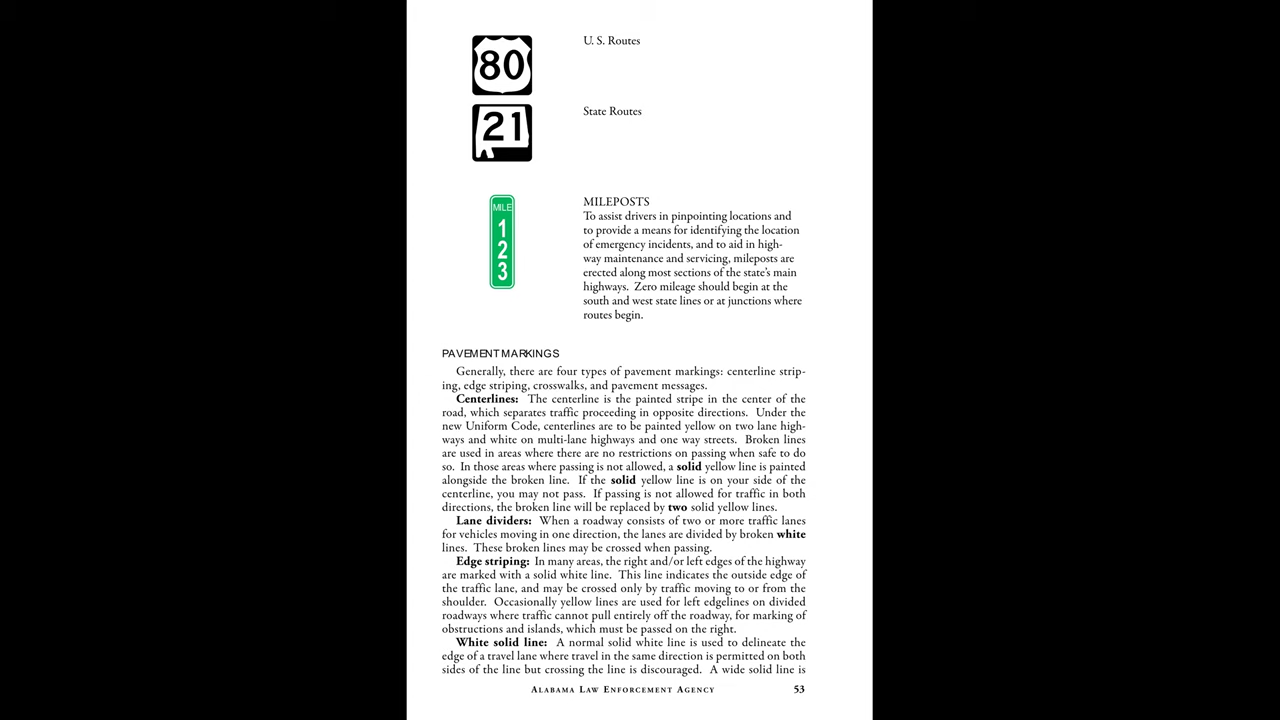 80
U. S. Routes
21
State Routes
MILE
1
2
3
MILEPOSTS
To assist drivers in pinpointing locations and
to provide a means for identifying the location
of emergency incidents, and to aid in high-
way maintenance and servicing, mileposts are
erected along most sections of the state's main
highways.  Zero mileage should begin at the
south and west state lines or at junctions where
routes begin.
PAVEMENT MARKINGS
Generally, there are four types of pavement markings: centerline strip-
ing, edge striping, crosswalks, and pavement messages.
Centerlines:  The centerline is the painted stripe in the center of the
road, which separates traffic proceeding in opposite directions.  Under the
new Uniform Code, centerlines are to be painted yellow on two lane high-
ways and white on multi-lane highways and one way streets.  Broken lines
are used in areas where there are no restrictions on passing when safe to do
so.  In those areas where passing is not allowed, a solid yellow line is painted
alongside the broken line.  If the solid yellow line is on your side of the
centerline, you may not pass.  If passing is not allowed for traffic in both
directions, the broken line will be replaced by two solid yellow lines.
Lane dividers:  When a roadway consists of two or more traffic lanes
for vehicles moving in one direction, the lanes are divided by broken white
lines.  These broken lines may be crossed when passing.
Edge striping:  In many areas, the right and/or left edges of the highway
are marked with a solid white line.  This line indicates the outside edge of
the traffic lane, and may be crossed only by traffic moving to or from the
shoulder.  Occasionally yellow lines are used for left edgelines on divided
roadways where traffic cannot pull entirely off the roadway, for marking of
obstructions and islands, which must be passed on the right.
White solid line:  A normal solid white line is used to delineate the
edge of a travel lane where travel in the same direction is permitted on both
sides of the line but crossing the line is discouraged.  A wide solid line is
Alabama Law Enforcement Agency 53